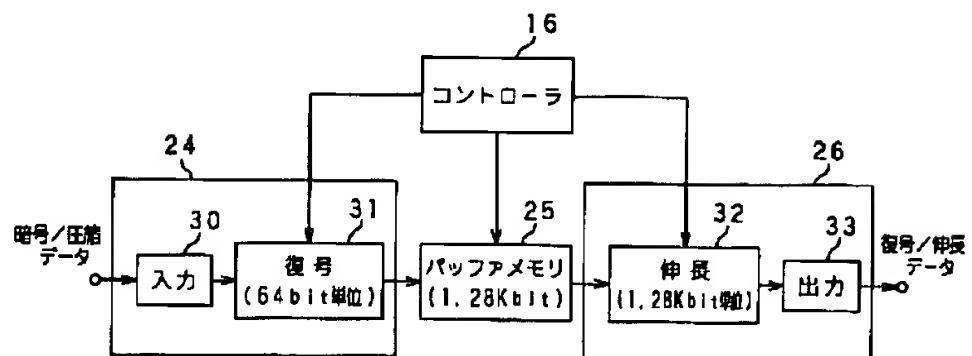 16
コントローラ
24
26
30
31
25
32
33
暗号/圧縮
データ
入力
復号
(64bit単位)
バッファメモリ
(1,28Kbit)
伸長
(1,28Kbit単位)
出力
復号/伸長
データ